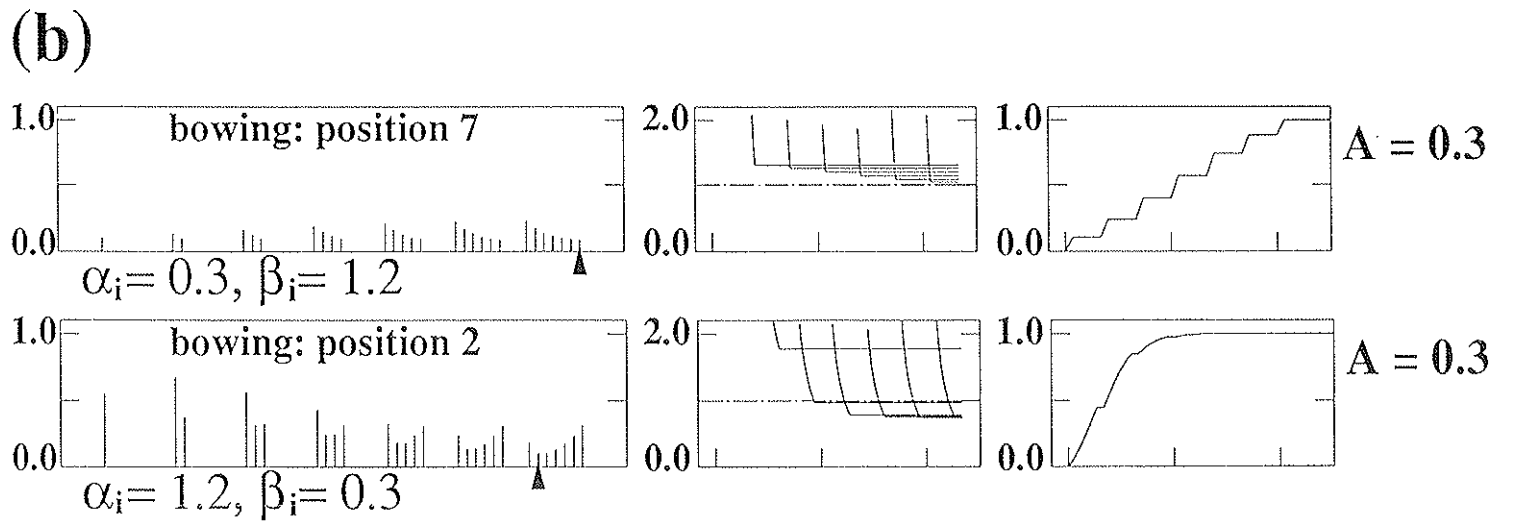 (b)
1.0
bowing: position 7
0.0
αi= 0.3, βi= 1.2
2.0
0.0
1.0
0.0
A = 0.3
1.0
bowing: position 2
0.0
αi= 1.2, βi= 0.3
2.0
0.0
1.0
0.0
A = 0.3